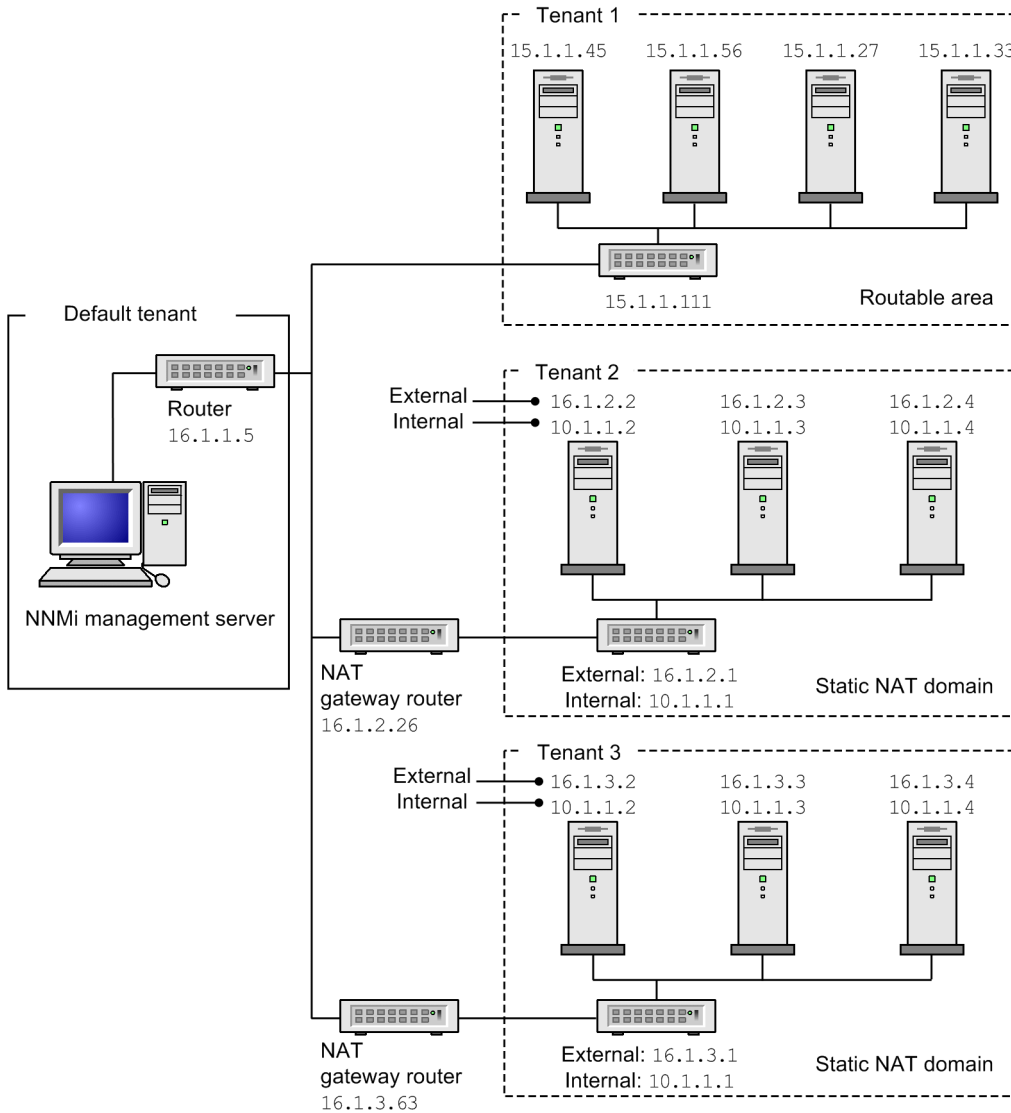 Tenant 1
15.1.1.45 15.1.1.56 15.1.1.27 15.1.1.33
15.1.1.111
Routable area
Default tenant
Router
16.1.1.5
NNMi management server
Tenant 2
External 16.1.2.2 16.1.2.3 16.1.2.4
Internal 10.1.1.2 10.1.1.3 10.1.1.4
NAT
gateway router
16.1.2.26
External: 16.1.2.1
Internal: 10.1.1.1
Static NAT domain
Tenant 3
External 16.1.3.2 16.1.3.3 16.1.3.4
Internal 10.1.1.2 10.1.1.3 10.1.1.4
NAT
gateway router
16.1.3.63
External: 16.1.3.1
Internal: 10.1.1.1
Static NAT domain